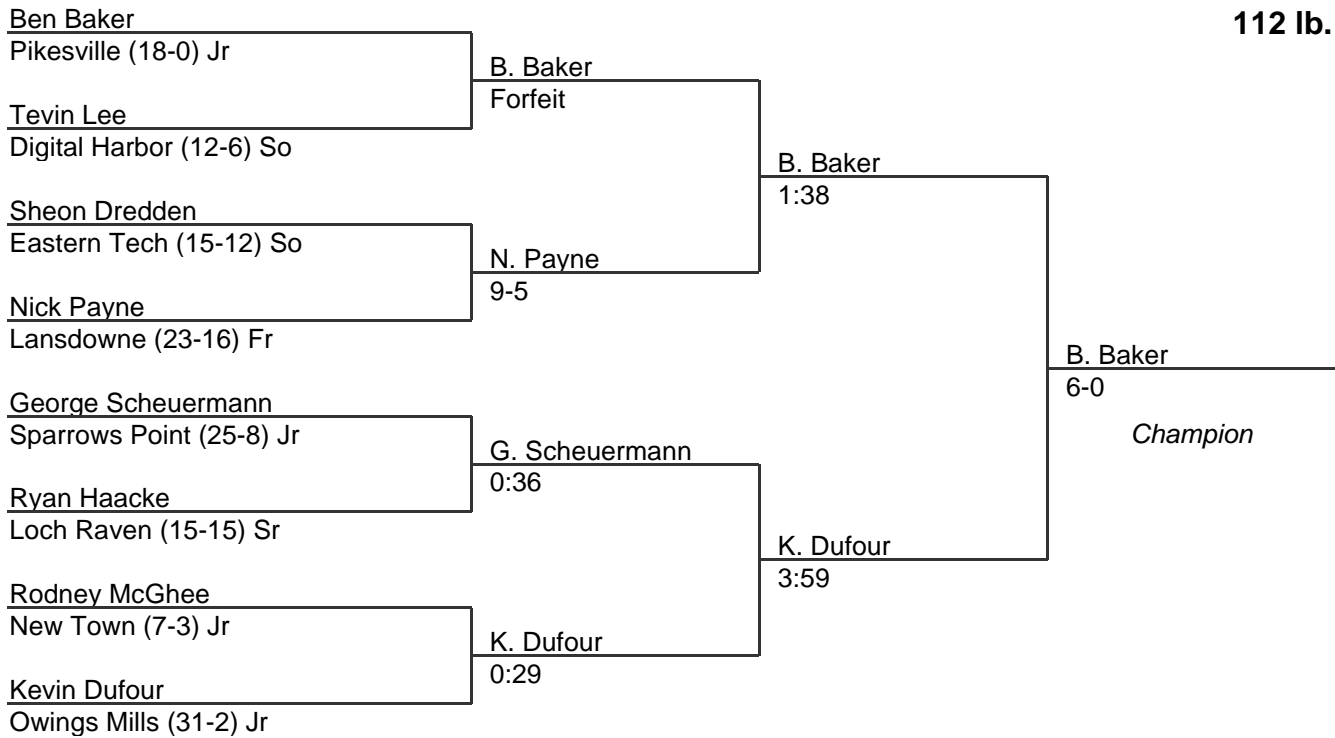 112 lb.
Ben Baker
Pikesville (18-0) Jr
B. Baker
Forfeit
Tevin Lee
Digital Harbor (12-6) So
B. Baker
1:38
Sheon Dredden
Eastern Tech (15-12) So
N. Payne
9-5
Nick Payne
Lansdowne (23-16) Fr
B. Baker
6-0
Champion
George Scheuermann
Sparrows Point (25-8) Jr
G. Scheuermann
0:36
Ryan Haacke
Loch Raven (15-15) Sr
K. Dufour
3:59
Rodney McGhee
New Town (7-3) Jr
K. Dufour
0:29
Kevin Dufour
Owings Mills (31-2) Jr